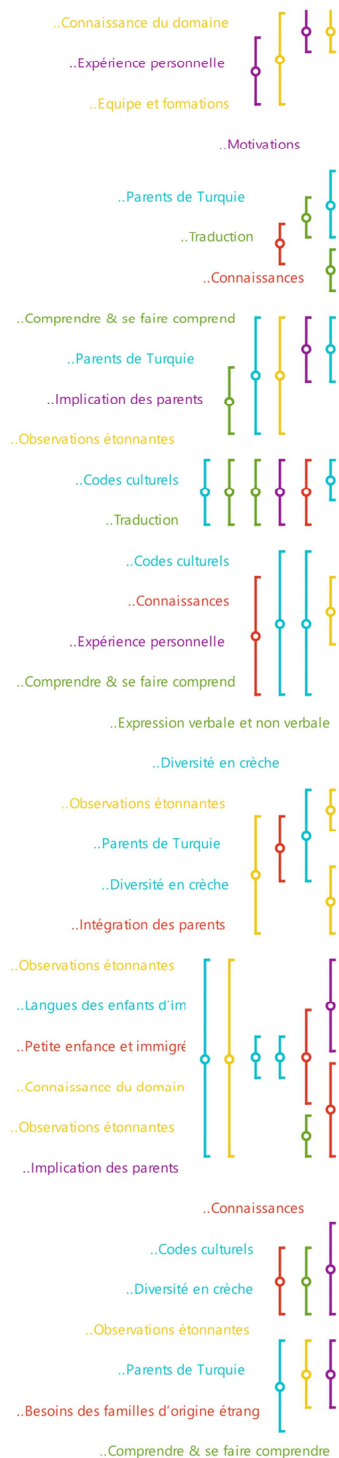 ..Connaissance du domaine
..Expérience personnelle
..Equipe et formations
..Motivations
..Parents de Turquie
..Traduction
..Connaissances
..Comprendre & se faire comprend
..Parents de Turquie
..Implication des parents
..Observations étonnantes
..Codes culturels
..Traduction
..Codes culturels
..Connaissances
..Expérience personnelle
..Comprendre & se faire comprend
..Expression verbale et non verbale
..Diversité en crèche
..Observations étonnantes
..Parents de Turquie
..Diversité en crèche
..Intégration des parents
..Observations étonnantes
..Langues des enfants d'im
..Petite enfance et immigré
..Connaissance du domain
..Observations étonnantes
..Implication des parents
..Connaissances
..Codes culturels
..Diversité en crèche
..Observations étonnantes
..Parents de Turquie
..Besoins des familles d'origine étrang
..Comprendre & se faire comprendre